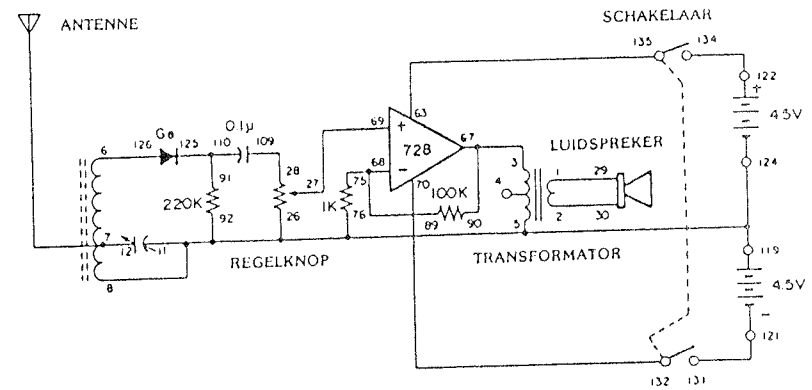 SCHAKELAAR
ANTENNE
135 134
122
+
4.5V
124
63
0.1µ
Ge
126 125 110 109
69
+
67
728
LUIDSPREKER
6
91
28
27
68
−
75
70
3
1
29
4
220K
1K
100K
92
26
76
89 90
5
2
30
7
12 11
119
REGELKNOP
TRANSFORMATOR
8
4.5V
−
121
132 131